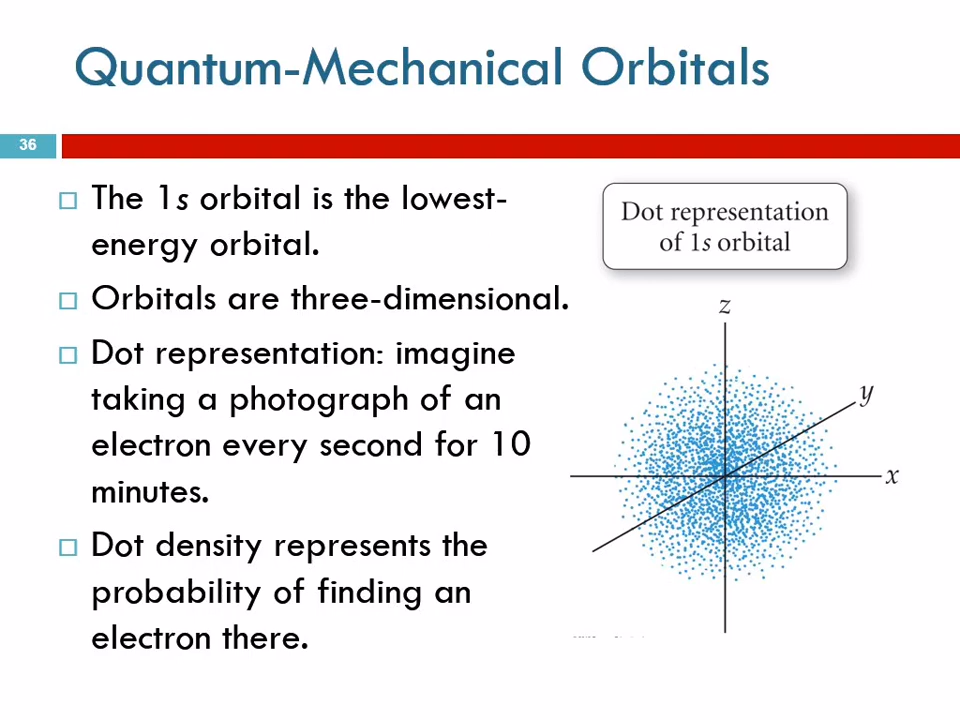 Quantum-Mechanical Orbitals
36
The 1s orbital is the lowest-
energy orbital.
Orbitals are three-dimensional.
Dot representation: imagine
taking a photograph of an
electron every second for 10
minutes.
Dot density represents the
probability of finding an
electron there.
Dot representation
of 1s orbital
z
y
x